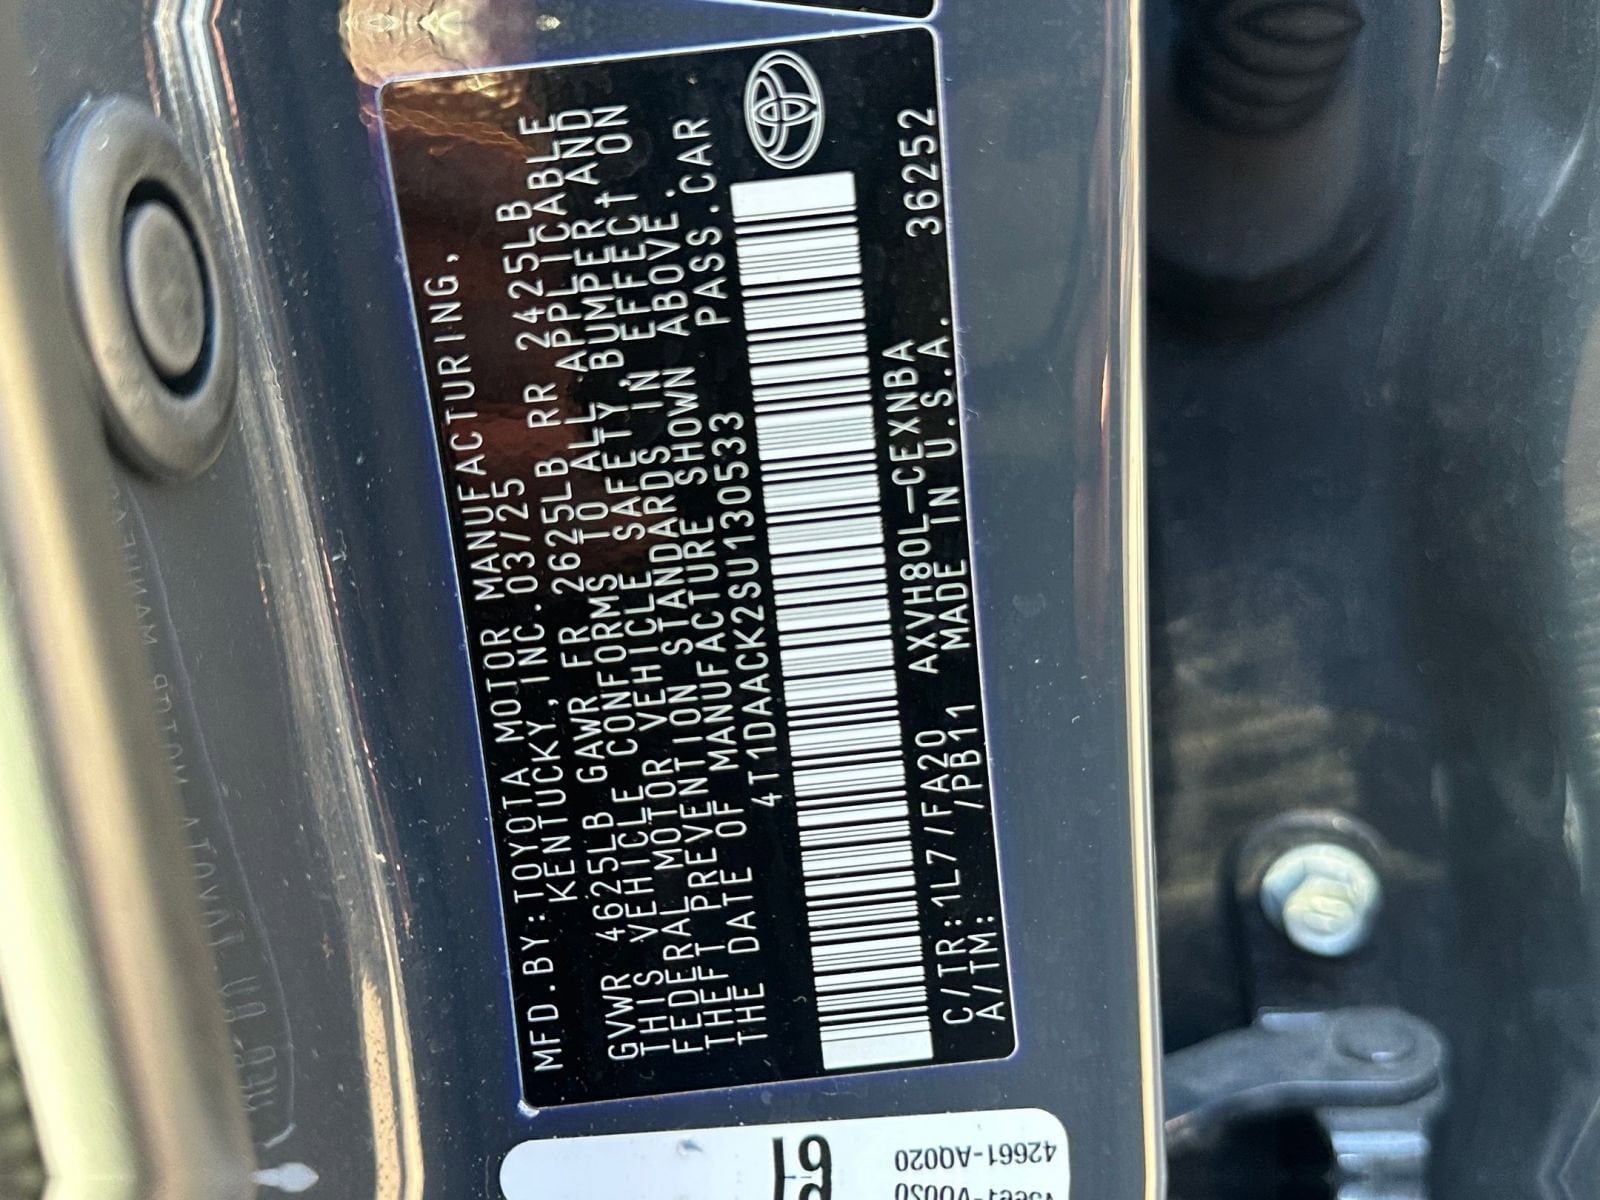 MFD.BY:TOYOTA MOTOR MANUFACTURING,
KENTUCKY, INC. 03/25
GVWR 4625LB GAWR FR 2625LB RR 2425LB
THIS VEHICLE CONFORMS TO ALL APPLICABLE
FEDERAL MOTOR VEHICLE SAFETY, BUMPER, AND
THEFT PREVENTION STANDARDS IN EFFECT ON
THE DATE OF MANUFACTURE SHOWN ABOVE.
4T1DAACK2SU130533 PASS.CAR
C/TR:1L7/FA20 AXVH80L-CEXNBA 36252
A/TM: /PB11 MADE IN U.S.A.
42661-AQ020